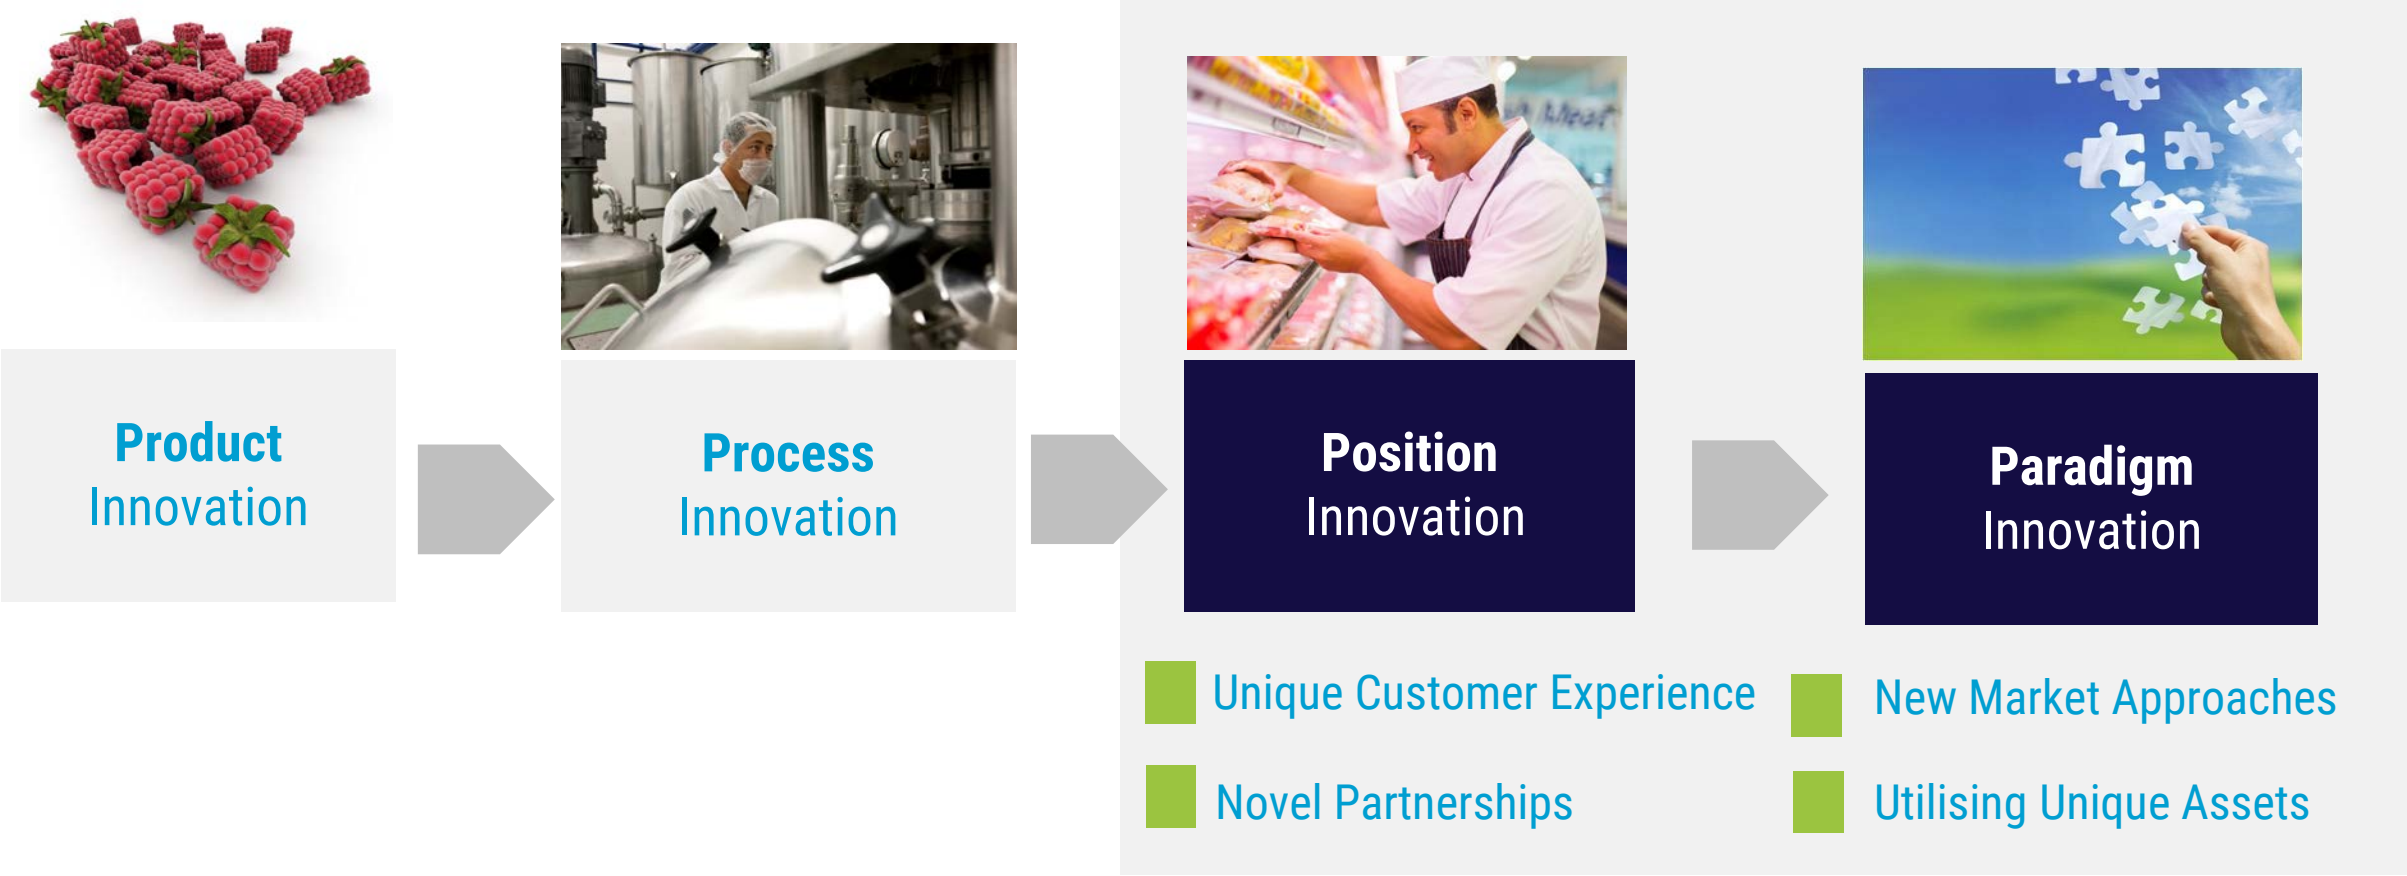 Product
Innovation
Process
Innovation
Position
Innovation
Paradigm
Innovation
Unique Customer Experience
Novel Partnerships
New Market Approaches
Utilising Unique Assets